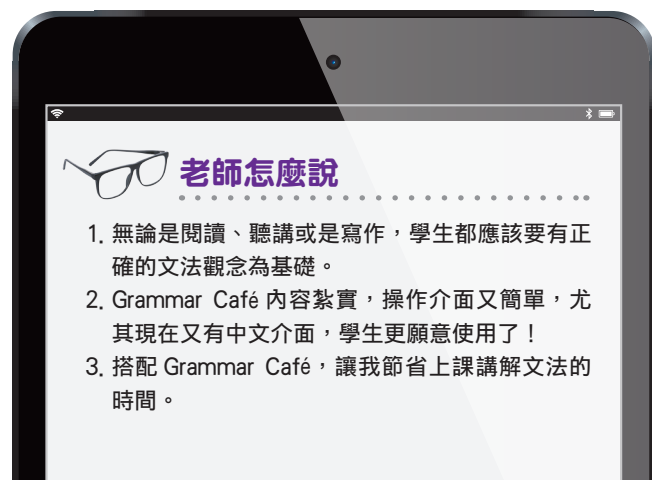 老師怎麼說
1. 無論是閱讀、聽講或是寫作，學生都應該要有正
確的文法觀念為基礎。
2. Grammar Café 內容紮實，操作介面又簡單，尤
其現在又有中文介面，學生更願意使用了！
3. 搭配 Grammar Café，讓我節省上課講解文法的
時間。